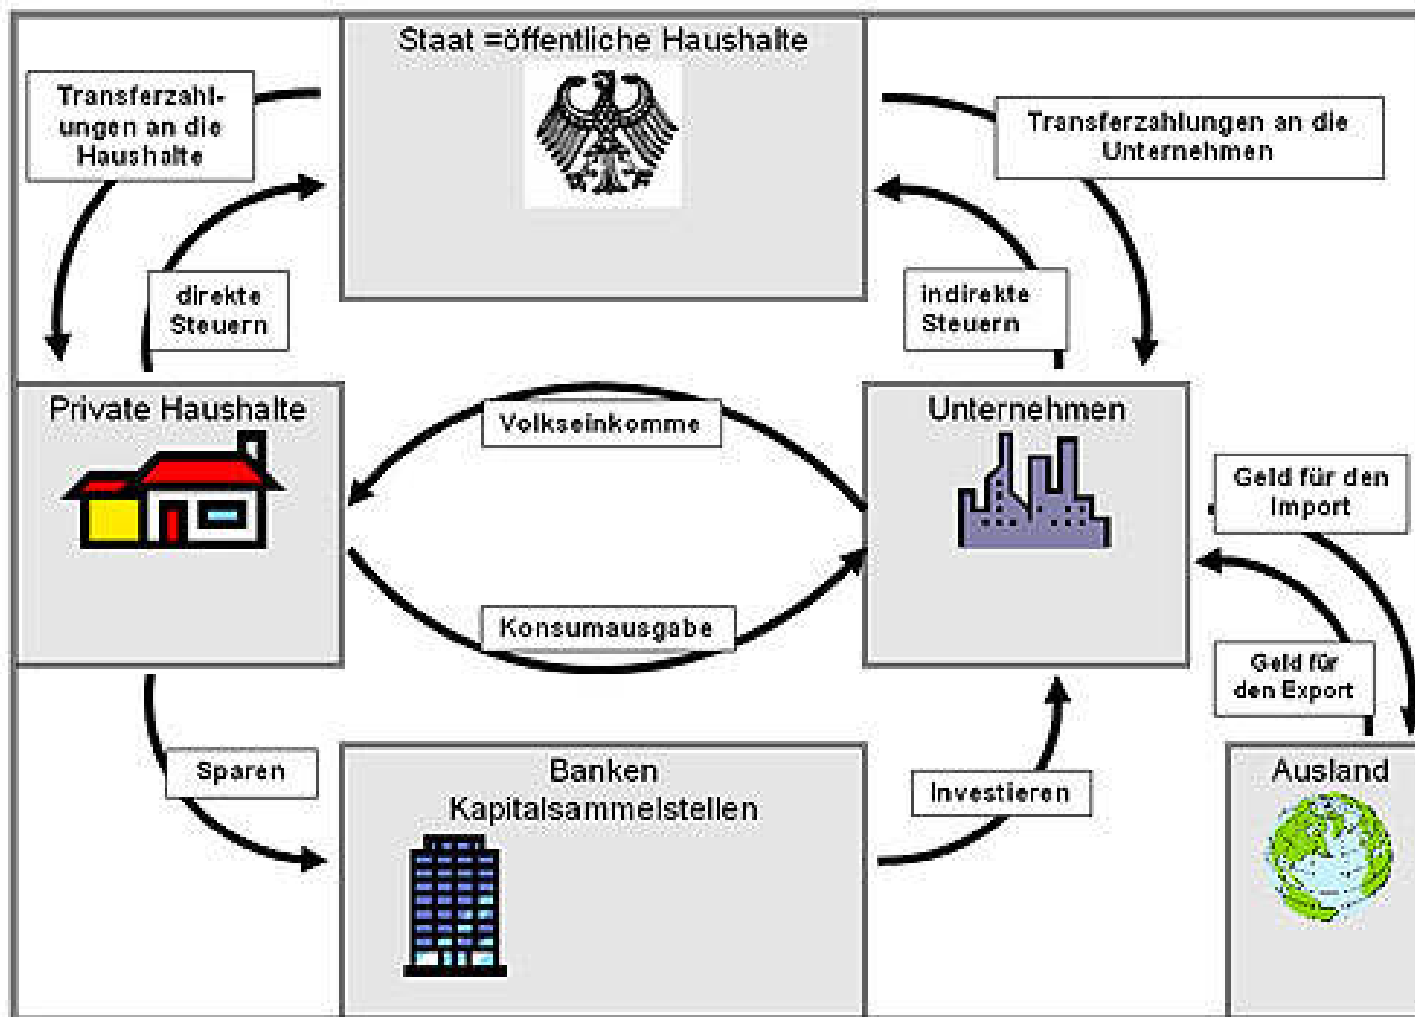 Staat =öffentliche Haushalte
Transferzahl-
ungen an die
Haushalte
Transferzahlungen an die
Unternehmen
direkte
Steuern
indirekte
Steuern
Private Haushalte
Volkseinkomme
Unternehmen
Geld für den
Import
Konsumausgabe
Geld für
den Export
Sparen
Banken
Kapitalsammelstellen
Investieren
Ausland